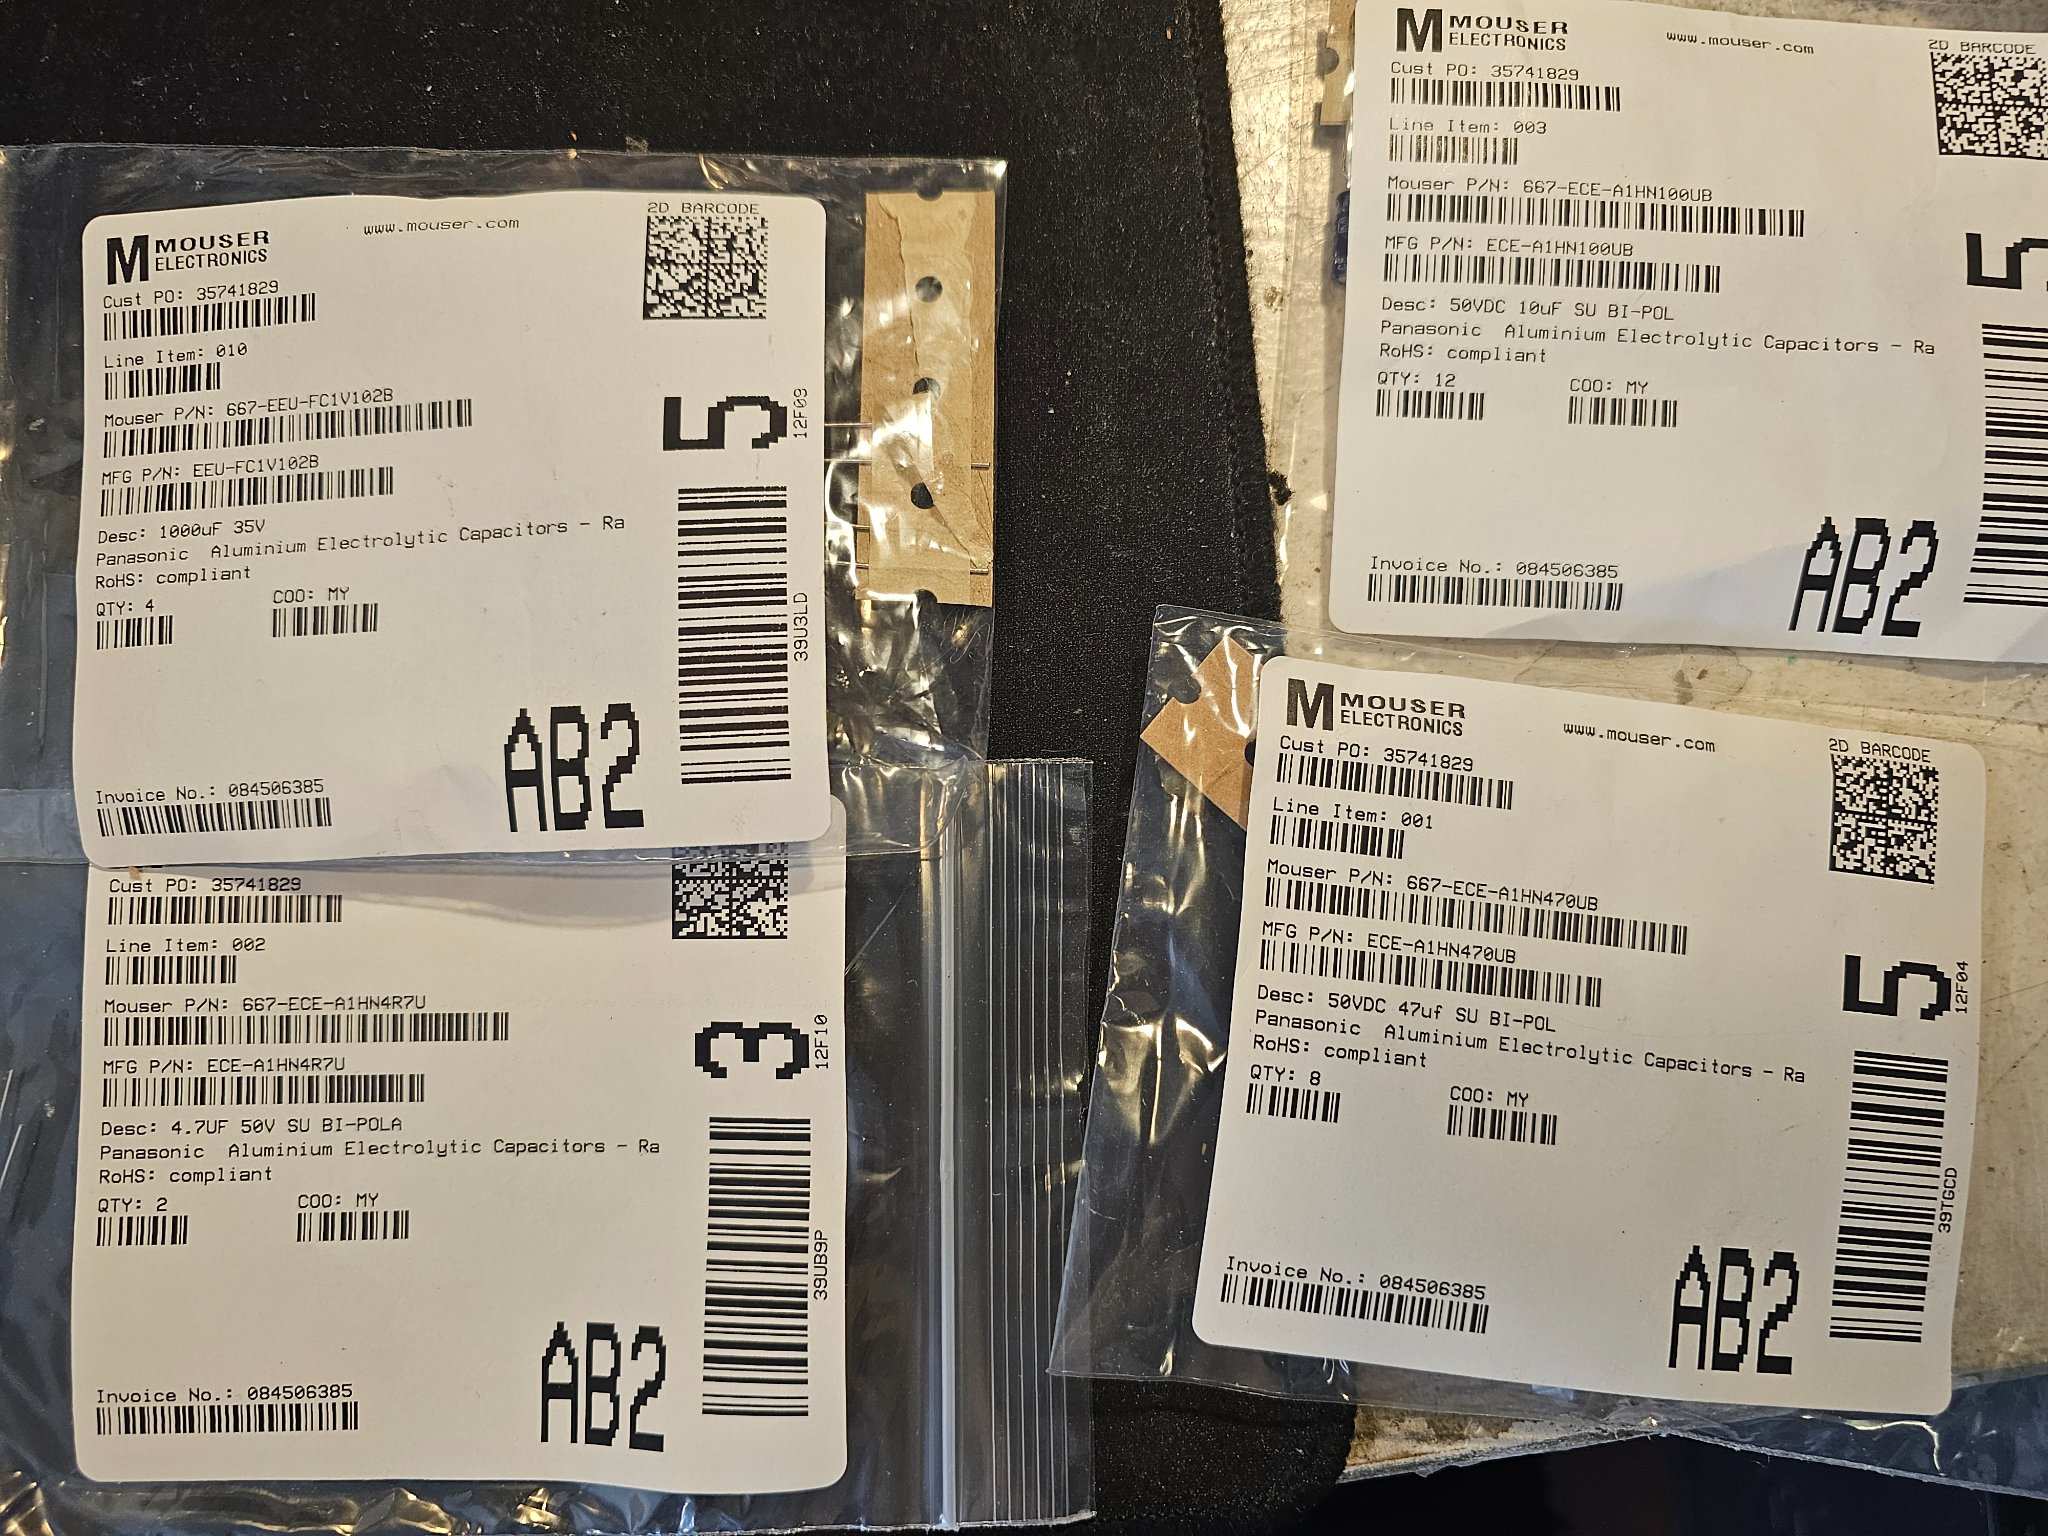 MOUSER
ELECTRONICS
www.mouser.com
2D BARCODE
Cust PO: 35741829
Line Item: 010
Mouser P/N: 667-EEU-FC1V102B
MFG P/N: EEU-FC1V102B
Desc: 1000uF 35V
Panasonic Aluminium Electrolytic Capacitors - Ra
RoHS: compliant
QTY: 4 COO: MY
Invoice No.: 084506385
AB2
5
12F09
39U3LD
Cust PO: 35741829
Line Item: 002
Mouser P/N: 667-ECE-A1HN4R7U
MFG P/N: ECE-A1HN4R7U
Desc: 4.7UF 50V SU BI-POLA
Panasonic Aluminium Electrolytic Capacitors - Ra
RoHS: compliant
QTY: 2 COO: MY
Invoice No.: 084506385
AB2
3
12F10
39UB9P
MOUSER
ELECTRONICS
www.mouser.com
2D BARCODE
Cust PO: 35741829
Line Item: 003
Mouser P/N: 667-ECE-A1HN100UB
MFG P/N: ECE-A1HN100UB
Desc: 50VDC 10uF SU BI-POL
Panasonic Aluminium Electrolytic Capacitors - Ra
RoHS: compliant
QTY: 12 COO: MY
Invoice No.: 084506385
AB2
5
MOUSER
ELECTRONICS
www.mouser.com
2D BARCODE
Cust PO: 35741829
Line Item: 001
Mouser P/N: 667-ECE-A1HN470UB
MFG P/N: ECE-A1HN470UB
Desc: 50VDC 47uf SU BI-POL
Panasonic Aluminium Electrolytic Capacitors - Ra
RoHS: compliant
QTY: 8 COO: MY
Invoice No.: 084506385
AB2
5
12F04
39TGCD